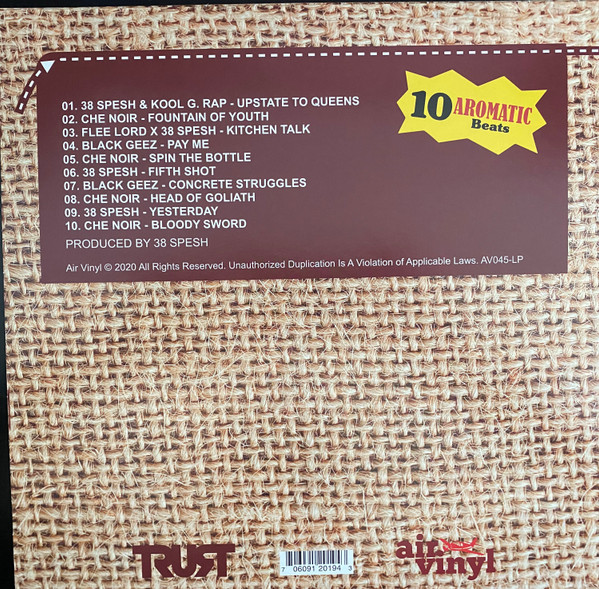 01. 38 SPESH & KOOL G. RAP - UPSTATE TO QUEENS
02. CHE NOIR - FOUNTAIN OF YOUTH
03. FLEE LORD X 38 SPESH - KITCHEN TALK
04. BLACK GEEZ - PAY ME
05. CHE NOIR - SPIN THE BOTTLE
06. 38 SPESH - FIFTH SHOT
07. BLACK GEEZ - CONCRETE STRUGGLES
08. CHE NOIR - HEAD OF GOLIATH
09. 38 SPESH - YESTERDAY
10. CHE NOIR - BLOODY SWORD
PRODUCED BY 38 SPESH
Air Vinyl © 2020 All Rights Reserved. Unauthorized Duplication Is A Violation of Applicable Laws. AV045-LP
10 AROMATIC
Beats
TRUST
7 06091 20194 3
air
vinyl